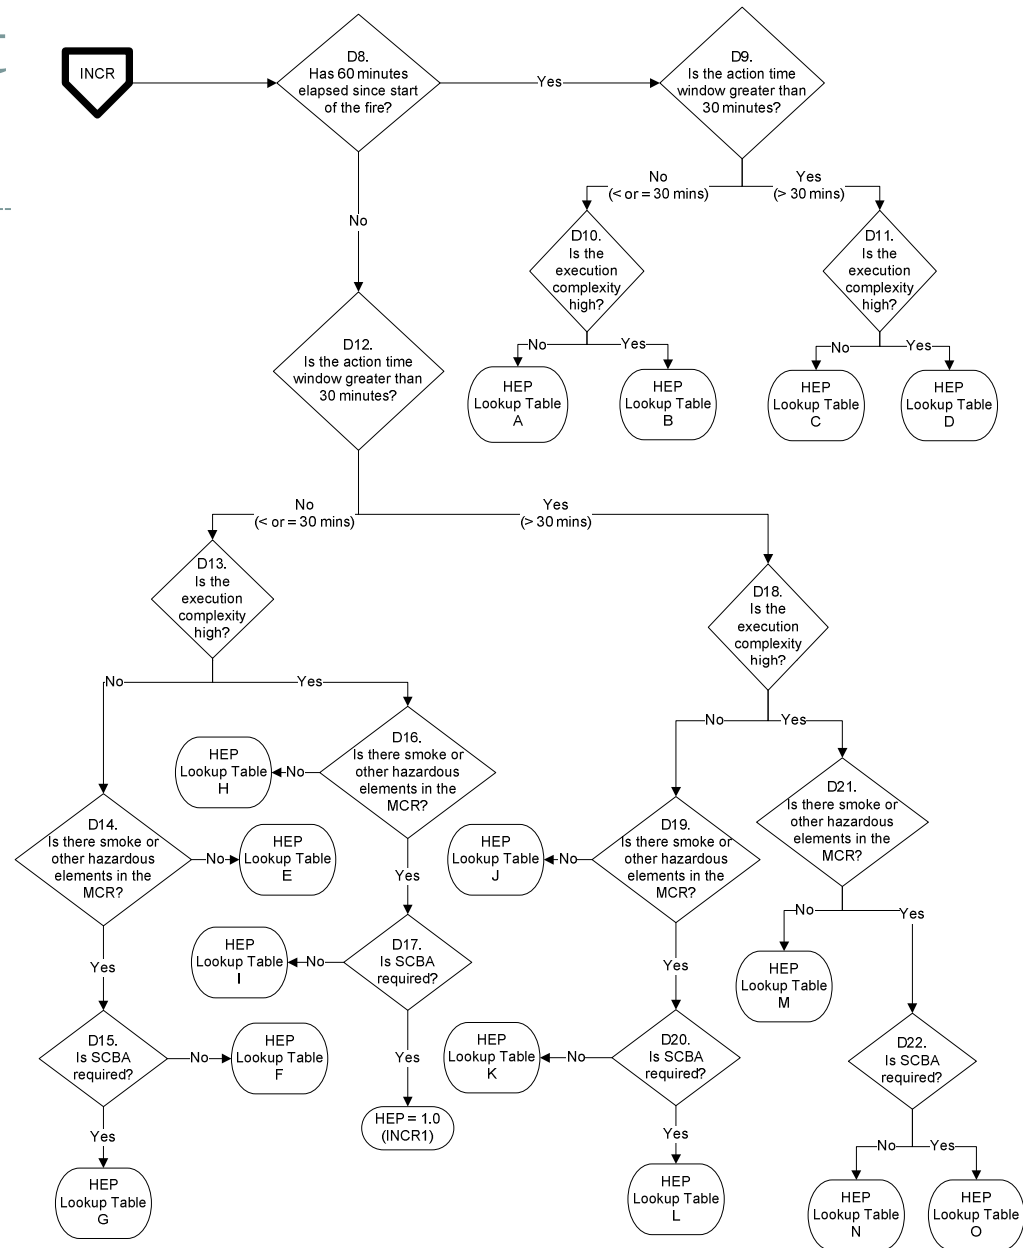 INCR
D8.
Has 60 minutes
elapsed since start
of the fire?
Yes
D9.
Is the action time
window greater than
30 minutes?
No
(< or = 30 mins)
Yes
(> 30 mins)
No
D10.
Is the
execution
complexity
high?
D11.
Is the
execution
complexity
high?
No
Yes
No
Yes
HEP
Lookup Table
A
HEP
Lookup Table
B
HEP
Lookup Table
C
HEP
Lookup Table
D
D12.
Is the action time
window greater than
30 minutes?
No
(< or = 30 mins)
Yes
(> 30 mins)
D13.
Is the
execution
complexity
high?
D18.
Is the
execution
complexity
high?
No
Yes
No
Yes
D16.
Is there smoke or
other hazardous
elements in the
MCR?
No
HEP
Lookup Table
H
D14.
Is there smoke or
other hazardous
elements in the
MCR?
No
HEP
Lookup Table
E
Yes
D19.
Is there smoke or
other hazardous
elements in the
MCR?
No
HEP
Lookup Table
J
D21.
Is there smoke or
other hazardous
elements in the
MCR?
No
Yes
HEP
Lookup Table
M
Yes
D17.
Is SCBA
required?
No
HEP
Lookup Table
I
Yes
D15.
Is SCBA
required?
No
HEP
Lookup Table
F
Yes
HEP = 1.0
(INCR1)
D20.
Is SCBA
required?
No
HEP
Lookup Table
K
D22.
Is SCBA
required?
Yes
HEP
Lookup Table
G
Yes
HEP
Lookup Table
L
No
Yes
HEP
Lookup Table
N
HEP
Lookup Table
O